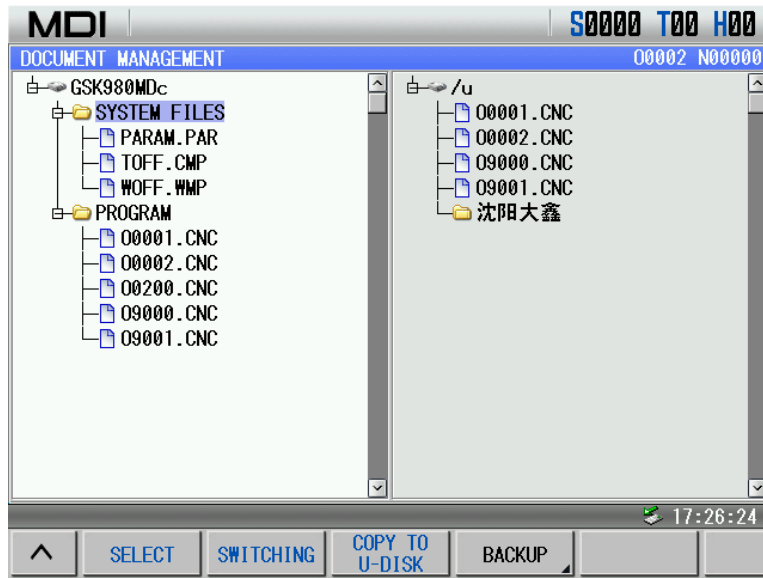 MDI
S0000 T00 H00
DOCUMENT MANAGEMENT
O0002 N00000
GSK980MDc
SYSTEM FILES
PARAM.PAR
TOFF.CMP
WOFF.WMP
PROGRAM
O0001.CNC
O0002.CNC
O0200.CNC
O9000.CNC
O9001.CNC
/u
O0001.CNC
O0002.CNC
O9000.CNC
O9001.CNC
沈阳大鑫
17:26:24
SELECT
SWITCHING
COPY TO
U-DISK
BACKUP